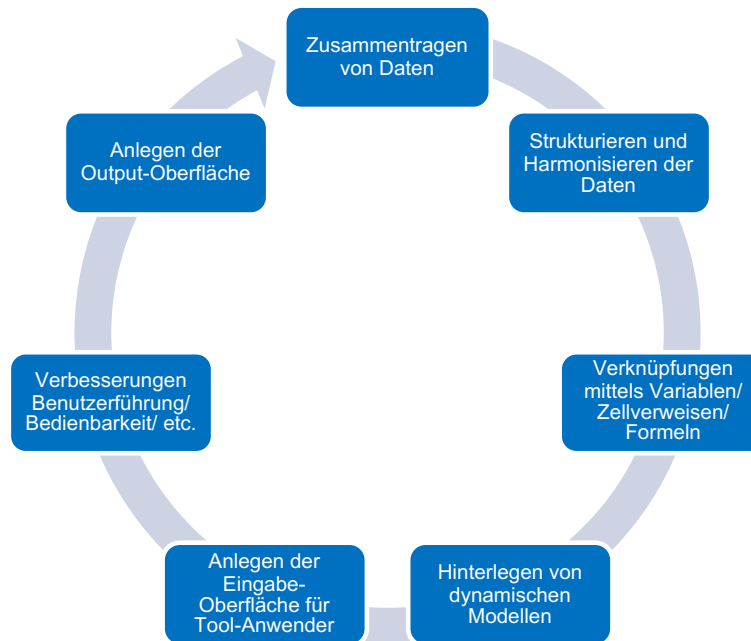 Zusammentragen
von Daten
Strukturieren und
Harmonisieren der
Daten
Verknüpfungen
mittels Variablen/
Zellverweisen/
Formeln
Hinterlegen von
dynamischen
Modellen
Anlegen der
Eingabe-
Oberfläche für
Tool-Anwender
Verbesserungen
Benutzerführung/
Bedienbarkeit/ etc.
Anlegen der
Output-Oberfläche